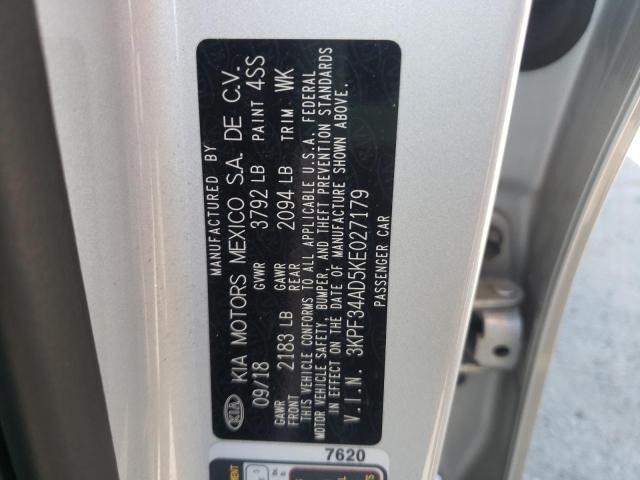 MANUFACTURED BY
KIA KIA MOTORS MEXICO S.A. DE C.V.
09/18 GVWR 3792 LB PAINT 4SS
GAWR FRONT 2183 LB GAWR REAR 2094 LB TRIM WK
THIS VEHICLE CONFORMS TO ALL APPLICABLE U.S.A. FEDERAL
MOTOR VEHICLE SAFETY, BUMPER, AND THEFT PREVENTION STANDARDS
IN EFFECT ON THE DATE OF MANUFACTURE SHOWN ABOVE.
V.I.N. 3KPF34AD5KE027179
PASSENGER CAR
7620